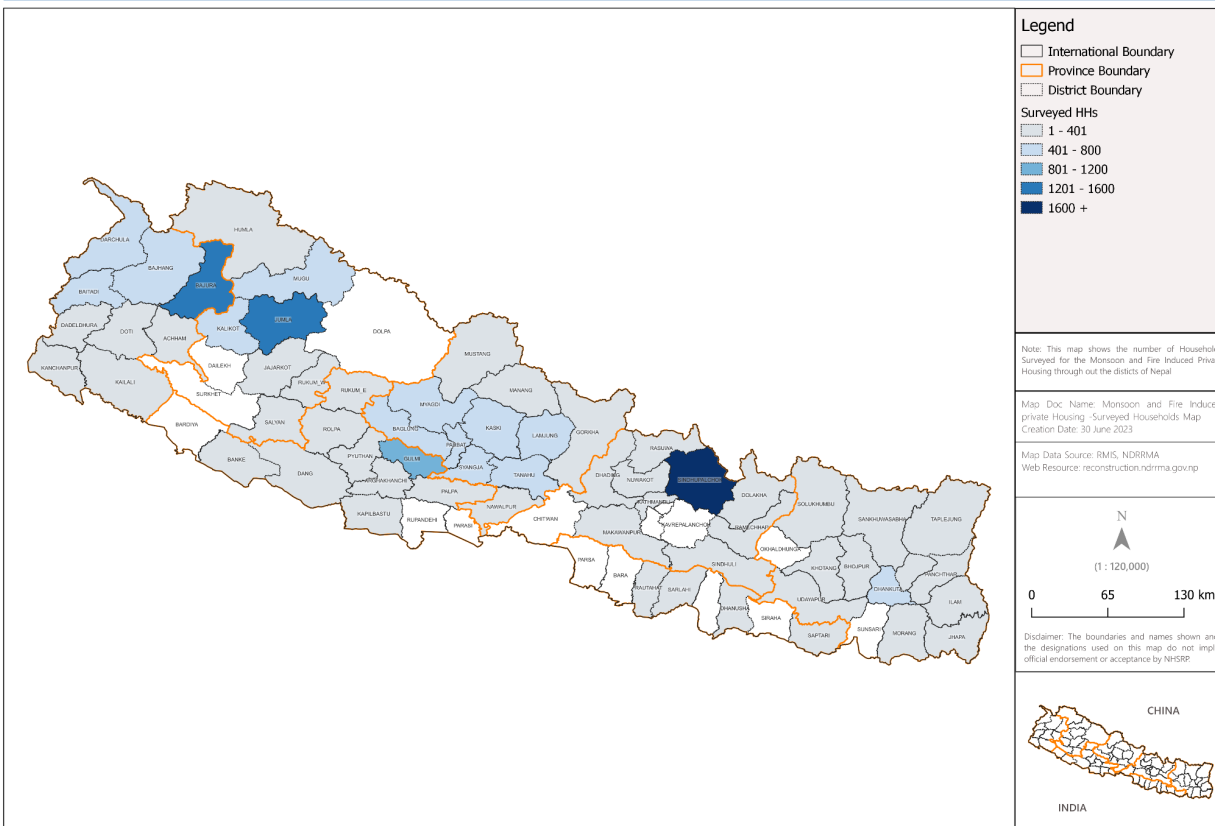 Legend
International Boundary
Province Boundary
District Boundary
Surveyed HHs
1 - 401
401 - 800
801 - 1200
1201 - 1600
1600 +
Note: This map shows the number of Househol
Surveyed for the Monsoon and Fire Induced Priva
Housing through out the disticts of Nepal
Map Doc Name: Monsoon and Fire Induce
private Housing -Surveyed Households Map
Creation Date: 30 June 2023
Map Data Source: RMIS, NDRRMA
Web Resource: reconstruction.ndrrma.gov.np
N
(1 : 120,000)
0 65 130 km
Disclaimer: The boundaries and names shown an
the designations used on this map do not impl
official endorsement or acceptance by NHSRP.
CHINA
INDIA
HUMLA
DARCHULA
BAJHANG
MUGU
BAJURA
BAITADI
JUMLA
DADELDHURA
DOTI
ACHHAM
KALIKOT
DOLPA
MUSTANG
KANCHANPUR
KAILALI
DAILEKH
JAJARKOT
SURKHET
RUKUM_W
RUKUM_E
MANANG
MYAGDI
BARDIYA
SALYAN
ROLPA
BAGLUNG
KASKI
LAMJUNG
GORKHA
PARBAT
BANKE
DANG
PYUTHAN
GULMI
SYANGJA
TANAHU
ARGHAKHANCHI
PALPA
NAWALPUR
KAPILBASTU
RUPANDEHI
PARASI
CHITWAN
DHADING
RASUWA
NUWAKOT
SINDHUPALCHOK
KATHMANDU
KAVREPALANCHOK
DOLAKHA
RAMECHHAP
MAKAWANPUR
SINDHULI
PARSA
BARA
RAUTAHAT
SARLAHI
DHANUSHA
SIRAHA
SAPTARI
SOLUKHUMBU
OKHALDHUNGA
KHOTANG
BHOJPUR
UDAYAPUR
SANKHUWASABHA
TAPLEJUNG
PANCHTHAR
DHANKUTA
ILAM
SUNSARI
MORANG
JHAPA